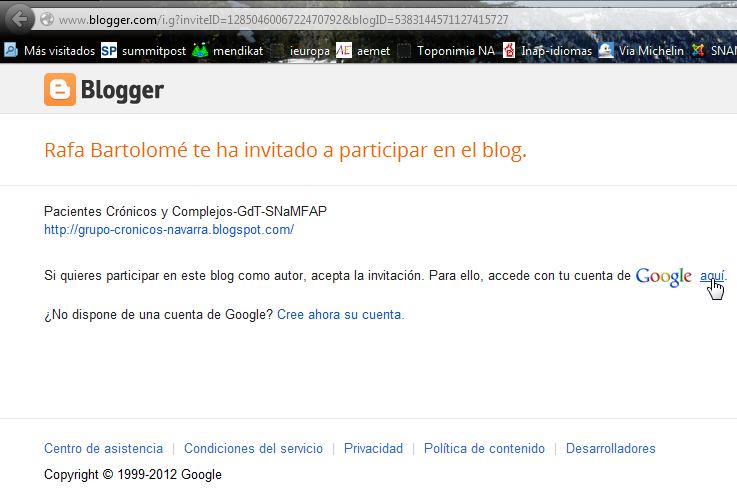 www.blogger.com/i.g?inviteID=1285046006722470792&blogID=5383144571127415727
Más visitados SP summitpost mendikat ieuropa AE aemet Toponimia NA Inap-idiomas Via Michelin SNAM
Blogger
Rafa Bartolomé te ha invitado a participar en el blog.
Pacientes Crónicos y Complejos-GdT-SNaMFAP
http://grupo-cronicos-navarra.blogspot.com/
Si quieres participar en este blog como autor, acepta la invitación. Para ello, accede con tu cuenta de Google aquí.
¿No dispone de una cuenta de Google? Cree ahora su cuenta.
Centro de asistencia | Condiciones del servicio | Privacidad | Política de contenido | Desarrolladores
Copyright © 1999-2012 Google